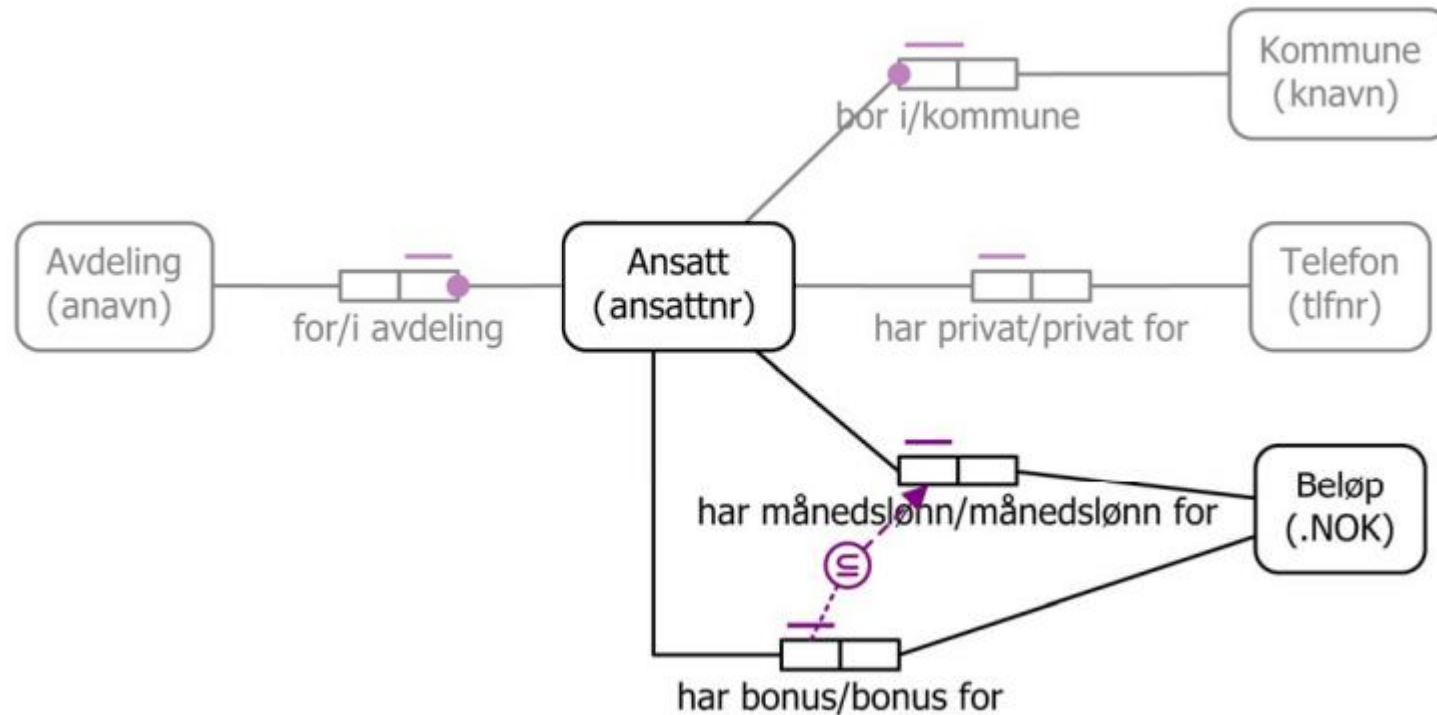 Kommune
(knavn)
bor i/kommune
Avdeling
(anavn)
for/i avdeling
Ansatt
(ansattnr)
har privat/privat for
Telefon
(tlfnr)
har månedslønn/månedslønn for
Beløp
(.NOK)
⊆
har bonus/bonus for